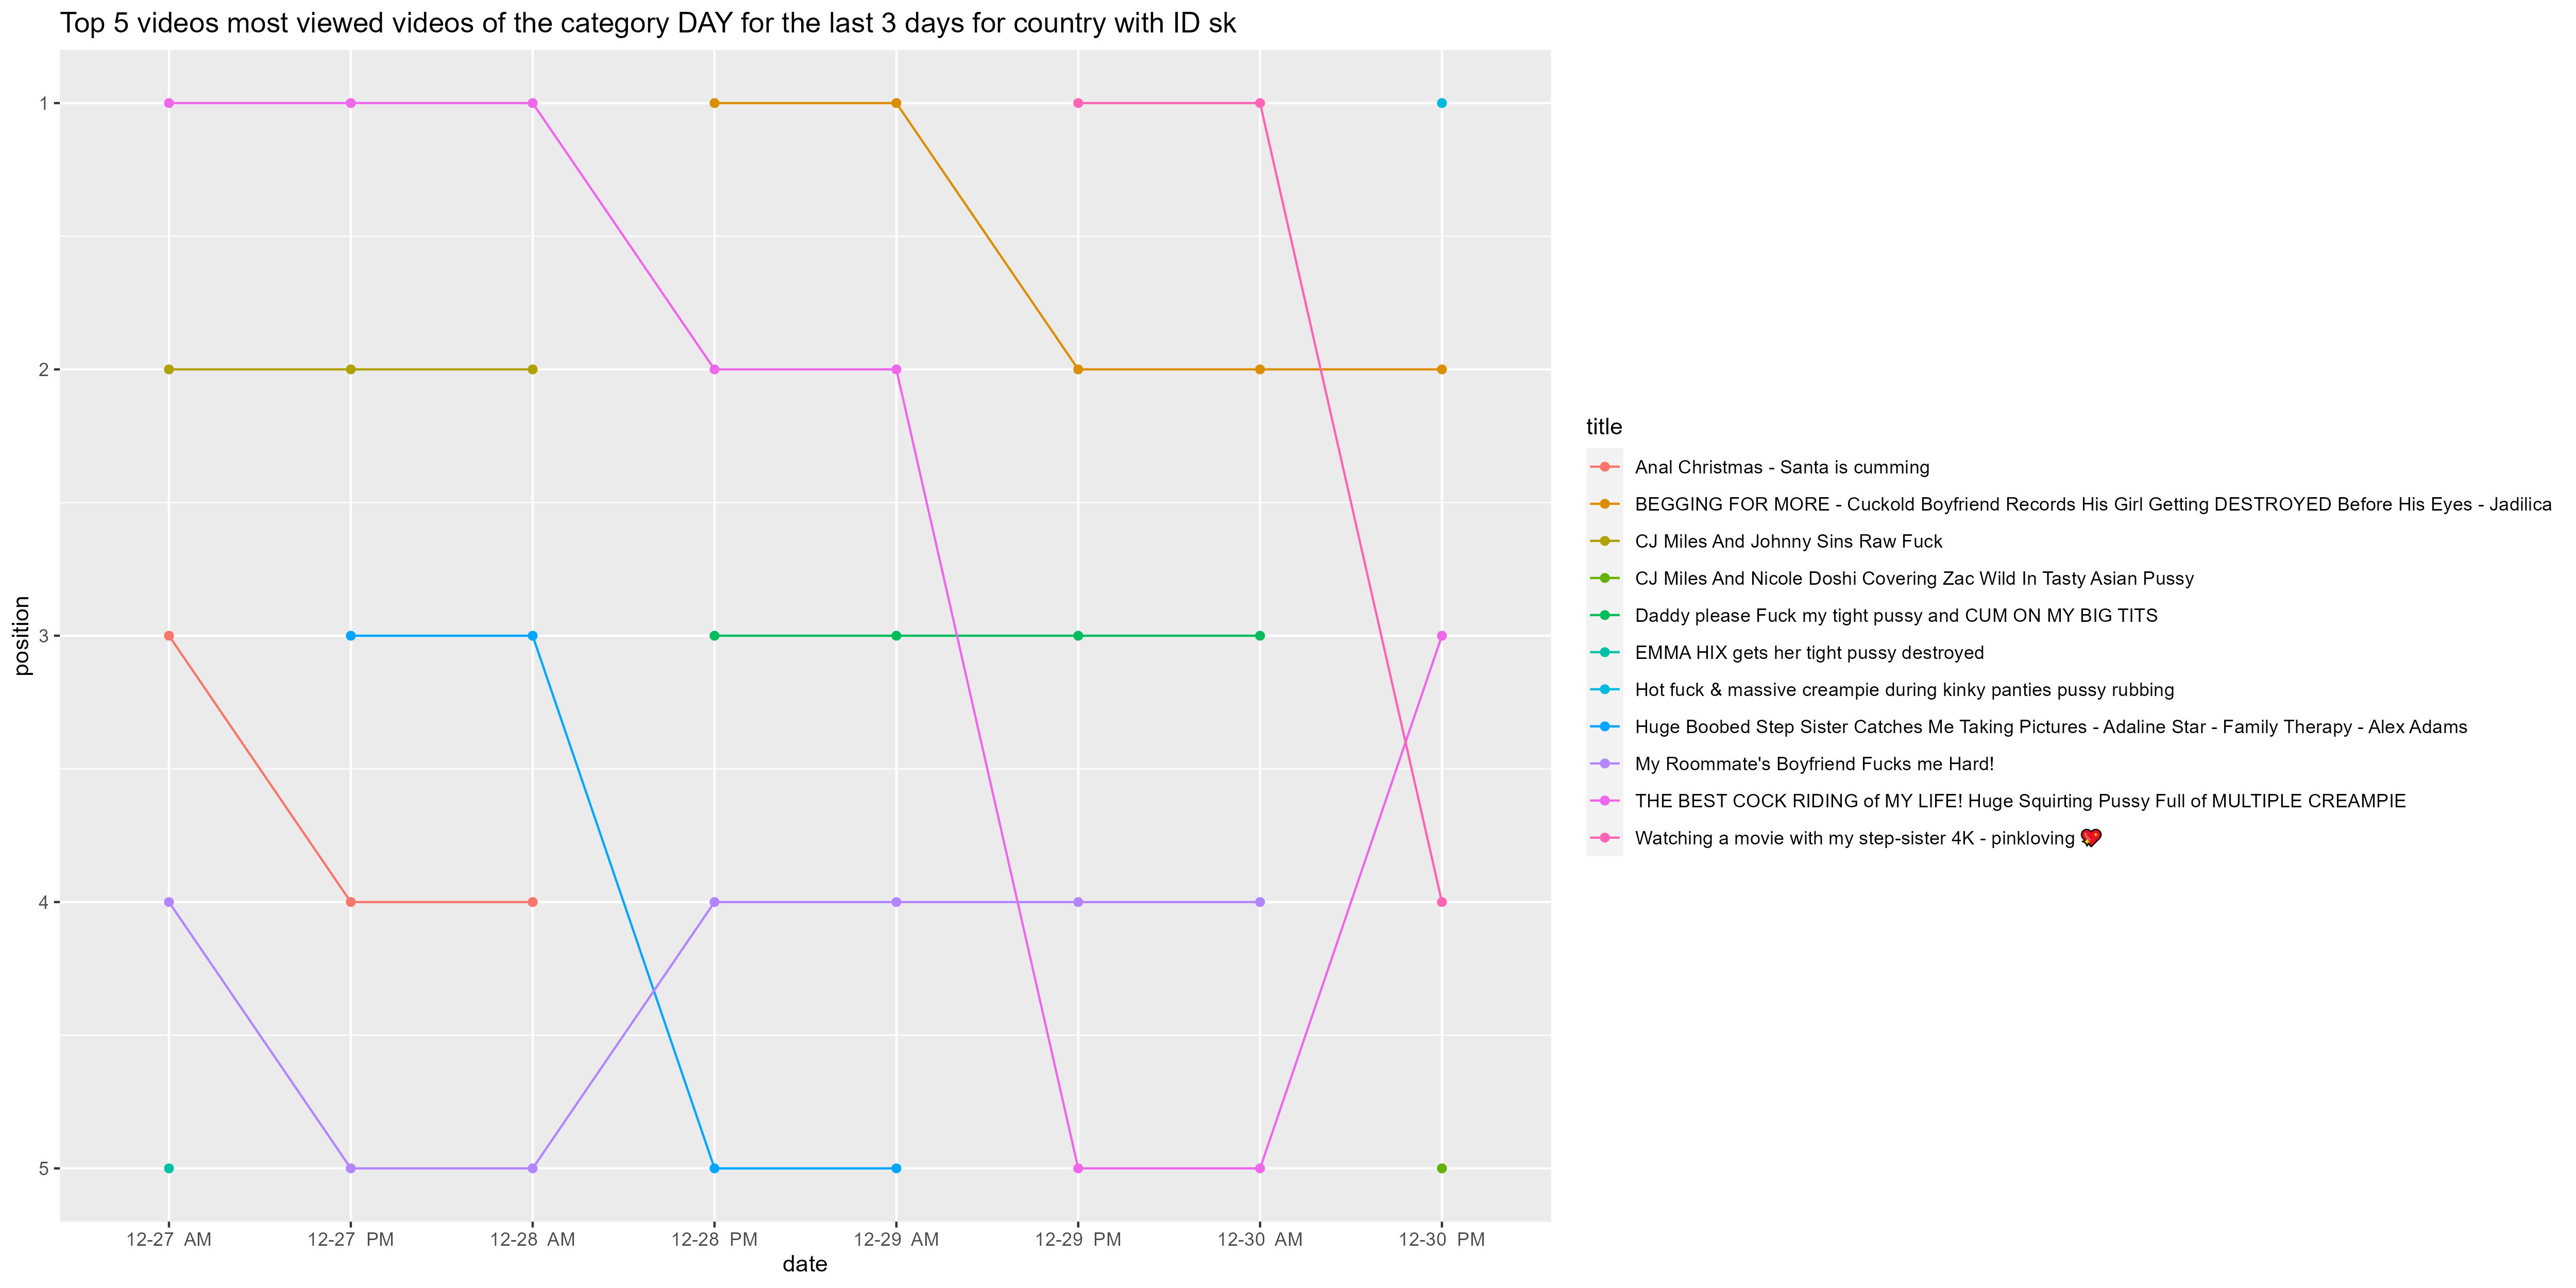 Top 5 videos most viewed videos of the category DAY for the last 3 days for country with ID sk
position
1
2
3
4
5
12-27 AM
12-27 PM
12-28 AM
12-28 PM
12-29 AM
12-29 PM
12-30 AM
12-30 PM
date
title
Anal Christmas - Santa is cumming
BEGGING FOR MORE - Cuckold Boyfriend Records His Girl Getting DESTROYED Before His Eyes - Jadilica
CJ Miles And Johnny Sins Raw Fuck
CJ Miles And Nicole Doshi Covering Zac Wild In Tasty Asian Pussy
Daddy please Fuck my tight pussy and CUM ON MY BIG TITS
EMMA HIX gets her tight pussy destroyed
Hot fuck & massive creampie during kinky panties pussy rubbing
Huge Boobed Step Sister Catches Me Taking Pictures - Adaline Star - Family Therapy - Alex Adams
My Roommate's Boyfriend Fucks me Hard!
THE BEST COCK RIDING of MY LIFE! Huge Squirting Pussy Full of MULTIPLE CREAMPIE
Watching a movie with my step-sister 4K - pinkloving 💖